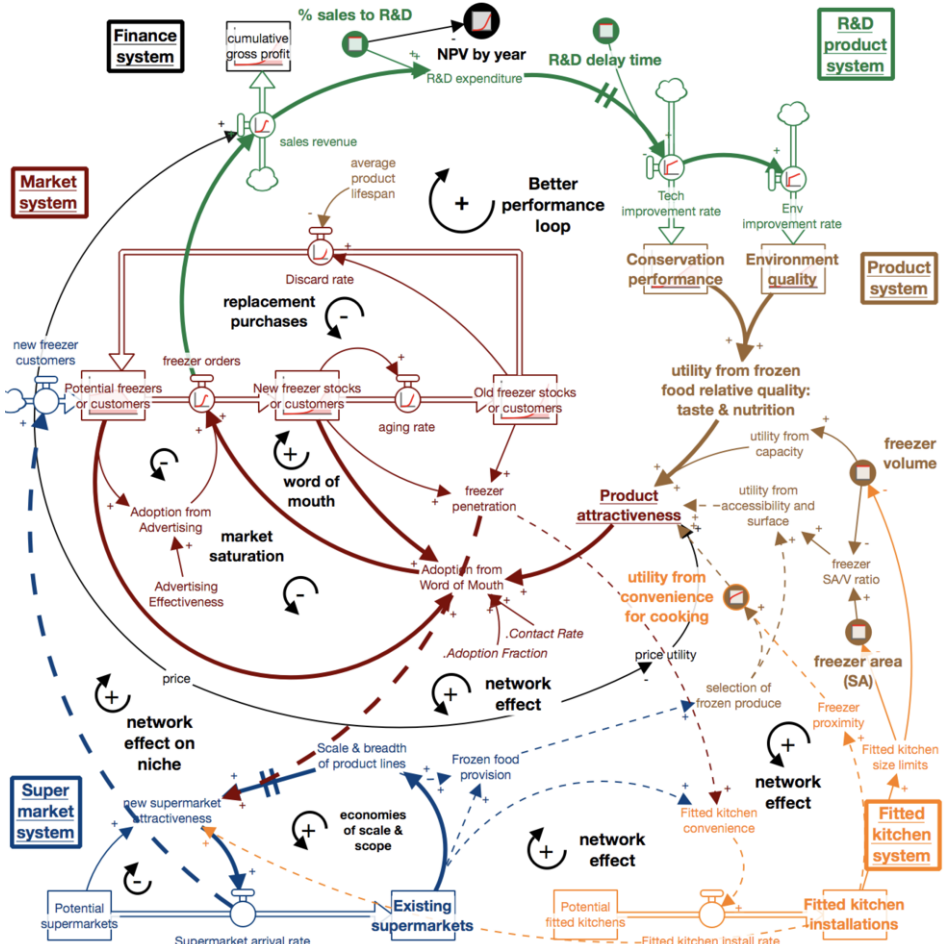 % sales to R&D
Finance
system
cumulative
gross profit
NPV by year
R&D expenditure
R&D delay time
R&D
product
system
sales revenue
Market
system
average
product
lifespan
Better
performance
loop
Tech
improvement rate
Env
improvement rate
Discard rate
Conservation
performance
Environment
quality
Product
system
replacement
purchases
new freezer
customers
freezer orders
Potential freezers
or customers
New freezer stocks
or customers
Old freezer stocks
or customers
aging rate
utility from frozen
food relative quality:
taste & nutrition
utility from
capacity
freezer
volume
word of
mouth
freezer
penetration
Product
attractiveness
utility from
accessibility and
surface
Adoption from
Advertising
market
saturation
freezer
SA/V ratio
Adoption from
Word of Mouth
utility from
convenience
for cooking
Advertising
Effectiveness
.Contact Rate
.Adoption Fraction
price utility
freezer area
(SA)
price
network
effect
selection of
frozen produce
Freezer
proximity
network
effect on
niche
Scale & breadth
of product lines
Frozen food
provision
Fitted kitchen
size limits
network
effect
Super
market
system
new supermarket
attractiveness
economies of
scale &
scope
Fitted kitchen
convenience
network
effect
Fitted
kitchen
system
Potential
supermarkets
Existing
supermarkets
Potential
fitted kitchens
Fitted kitchen
installations
Supermarket arrival rate
Fitted kitchen install rate